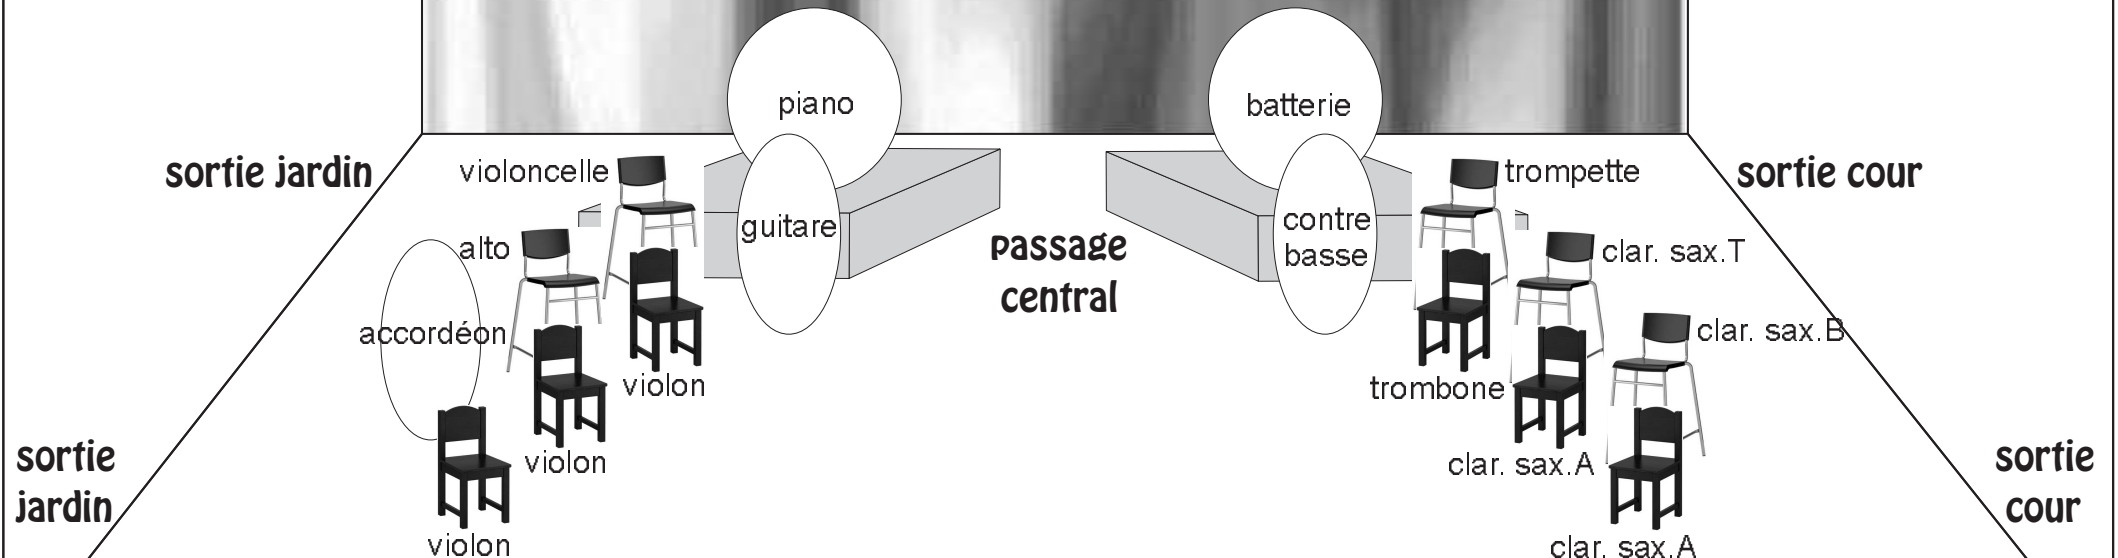 piano
batterie
sortie jardin
violoncelle
trompette
sortie cour
guitare
contre
basse
passage
central
alto
clar. sax.T
accordéon
clar. sax.B
violon
trombone
violon
clar. sax.A
sortie
jardin
sortie
cour
violon
clar. sax.A